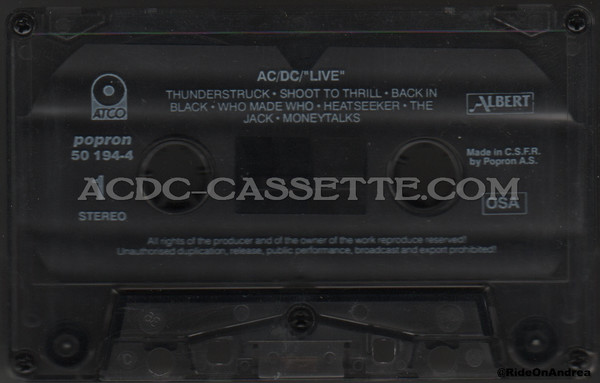 AC/DC/"LIVE"
THUNDERSTRUCK • SHOOT TO THRILL • BACK IN
BLACK • WHO MADE WHO • HEATSEEKER • THE
JACK • MONEYTALKS
ATCO
ALBERT
popron
50 194-4
Made in C.S.F.R.
by Popron A.S.
ACDC-CASSETTE.COM
1
STEREO
OSA
All rights of the producer and of the owner of the work reproduce reserved!
Unauthorised duplication, release, public performance, broadcast and export prohibited!
©RideOnAndrea